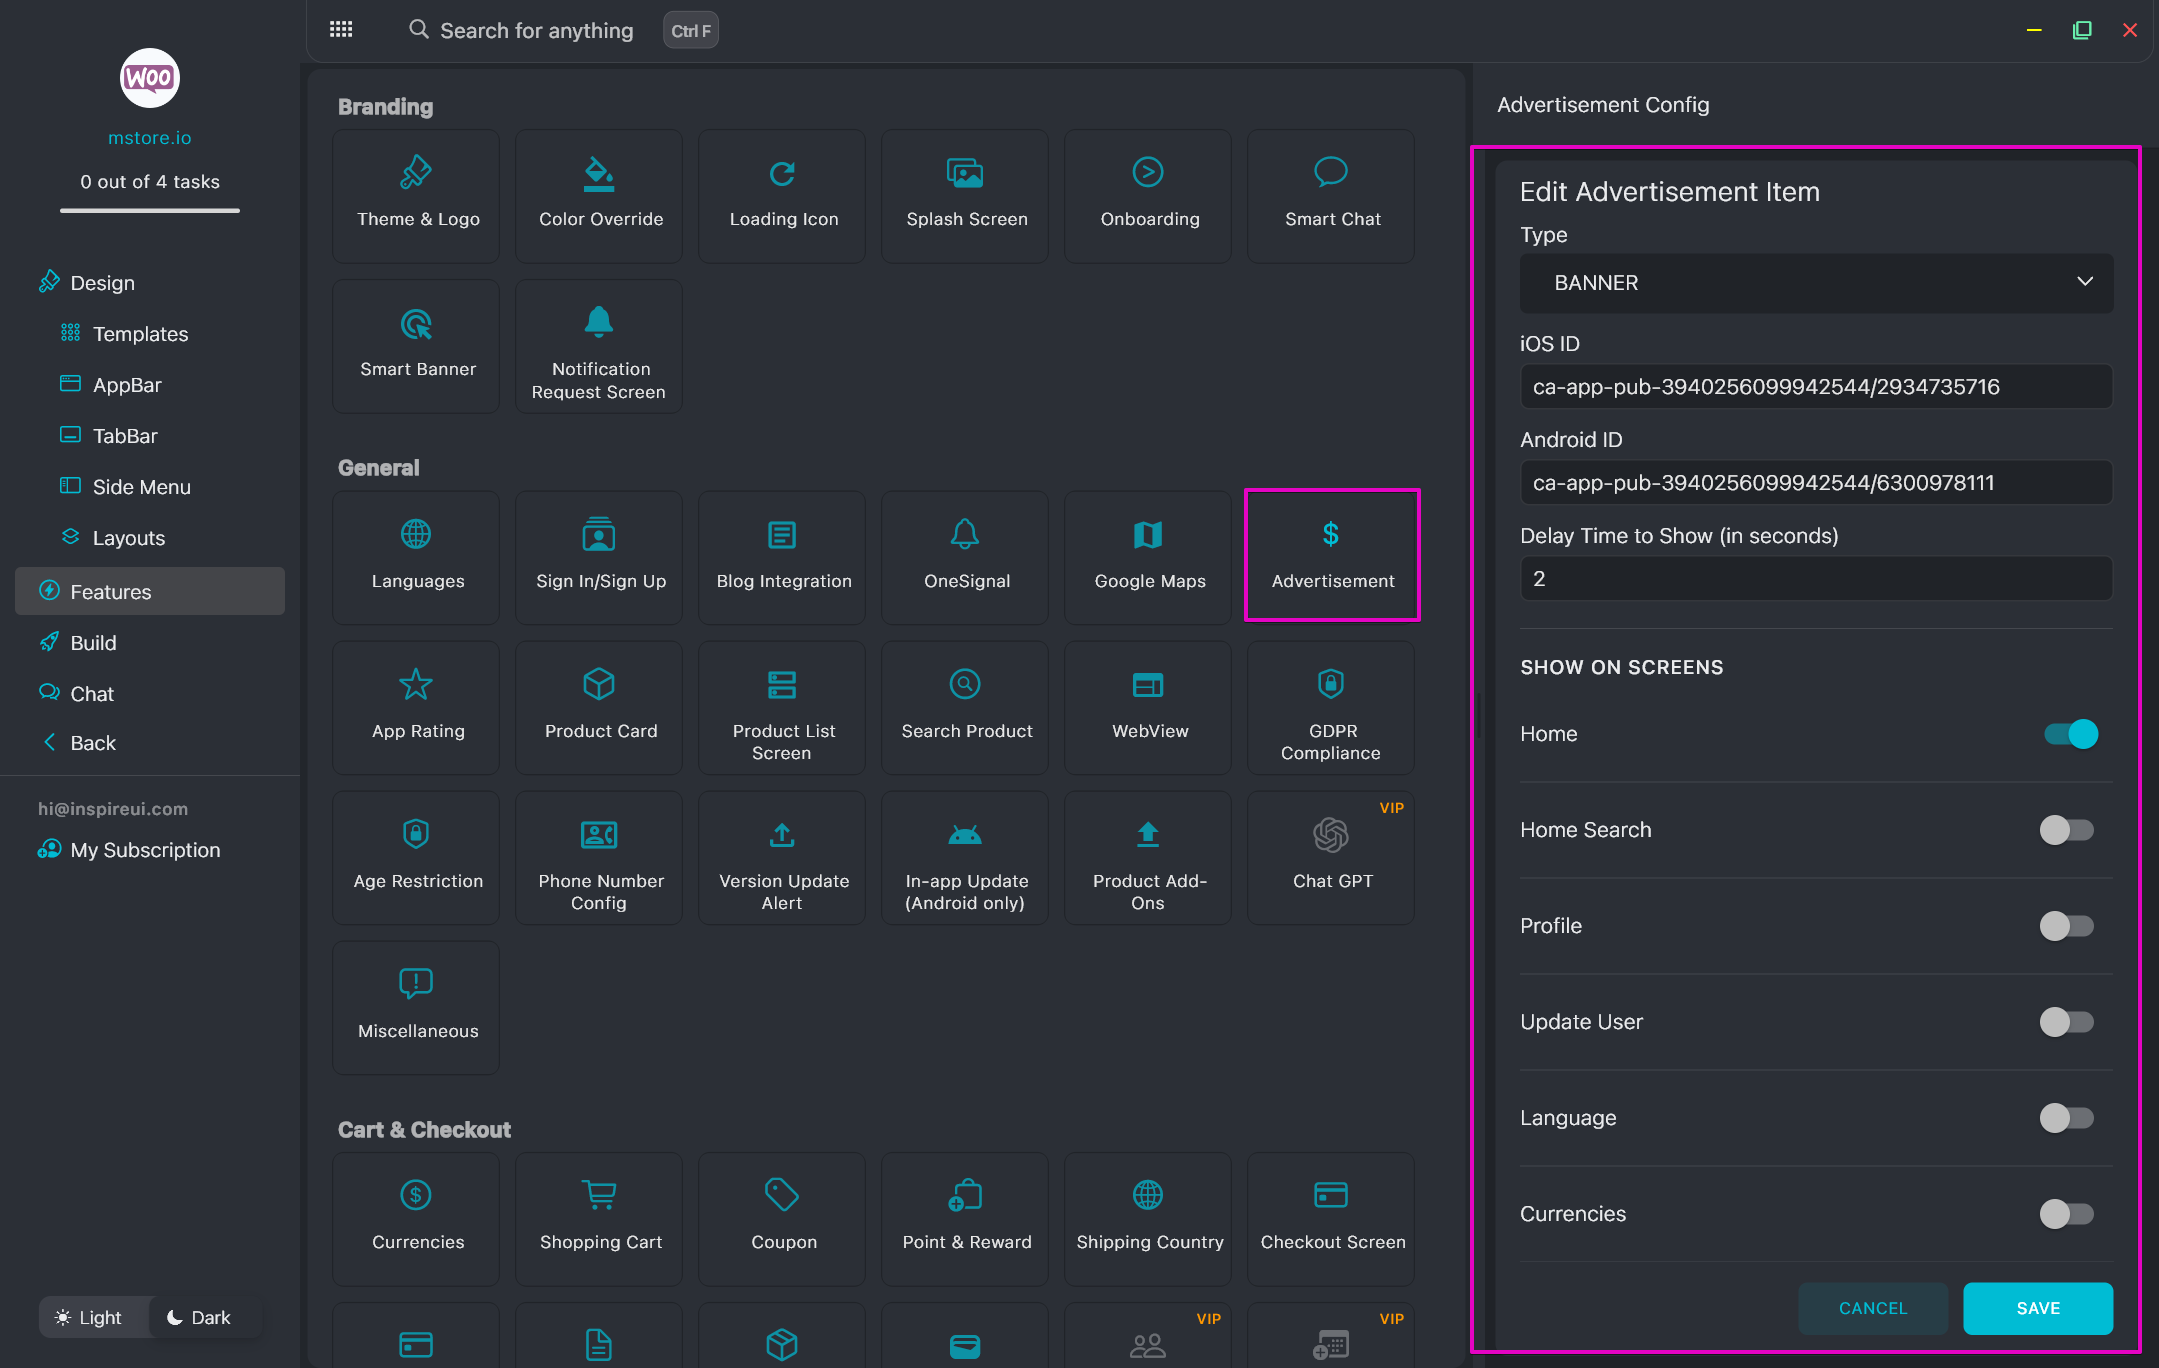 Search for anything
Ctrl F
WOO
mstore.io
0 out of 4 tasks
Design
Templates
AppBar
TabBar
Side Menu
Layouts
Features
Build
Chat
Back
hi@inspireui.com
My Subscription
Light
Dark
Branding
Theme & Logo
Color Override
Loading Icon
Splash Screen
Onboarding
Smart Chat
Smart Banner
Notification
Request Screen
General
Languages
Sign In/Sign Up
Blog Integration
OneSignal
Google Maps
Advertisement
App Rating
Product Card
Product List
Screen
Search Product
WebView
GDPR
Compliance
Age Restriction
Phone Number
Config
Version Update
Alert
In-app Update
(Android only)
Product Add-
Ons
VIP
Chat GPT
Miscellaneous
Cart & Checkout
Currencies
Shopping Cart
Coupon
Point & Reward
Shipping Country
Checkout Screen
VIP
VIP
Advertisement Config
Edit Advertisement Item
Type
BANNER
iOS ID
ca-app-pub-3940256099942544/2934735716
Android ID
ca-app-pub-3940256099942544/6300978111
Delay Time to Show (in seconds)
2
SHOW ON SCREENS
Home
Home Search
Profile
Update User
Language
Currencies
CANCEL
SAVE